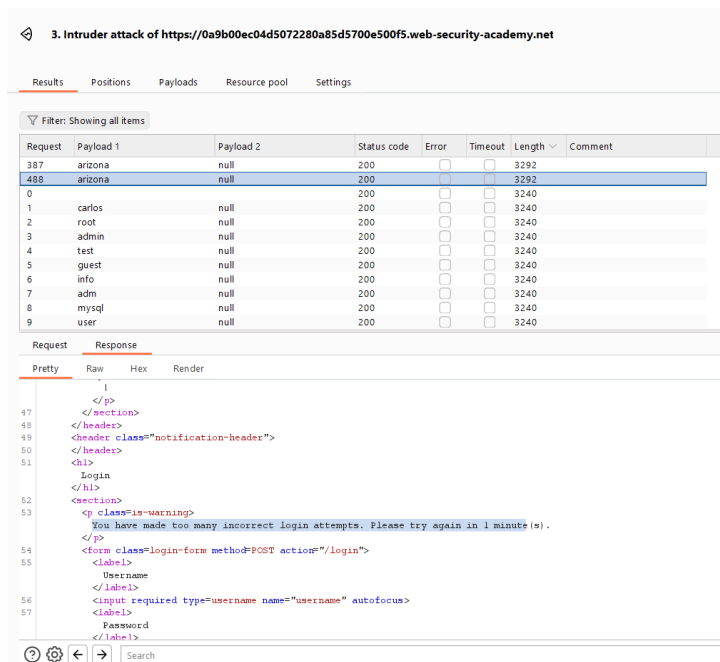 3. Intruder attack of https://0a9b00ec04d5072280a85d5700e500f5.web-security-academy.net
Results Positions Payloads Resource pool Settings
Filter: Showing all items
Request Payload 1 Payload 2 Status code Error Timeout Length Comment
387 arizona null 200 3292
488 arizona null 200 3292
0 200 3240
1 carlos null 200 3240
2 root null 200 3240
3 admin null 200 3240
4 test null 200 3240
5 guest null 200 3240
6 info null 200 3240
7 adm null 200 3240
8 mysql null 200 3240
9 user null 200 3240
Request Response
Pretty Raw Hex Render
|
</p>
47 </section>
48 </header>
49 <header class="notification-header">
50 </header>
51 <h1>
Login
</h1>
52 <section>
53 <p class=is-warning>
You have made too many incorrect login attempts. Please try again in 1 minute(s).
</p>
54 <form class=login-form method=POST action="/login">
55 <label>
Username
</label>
56 <input required type=username name="username" autofocus>
57 <label>
Password
</label>
Search